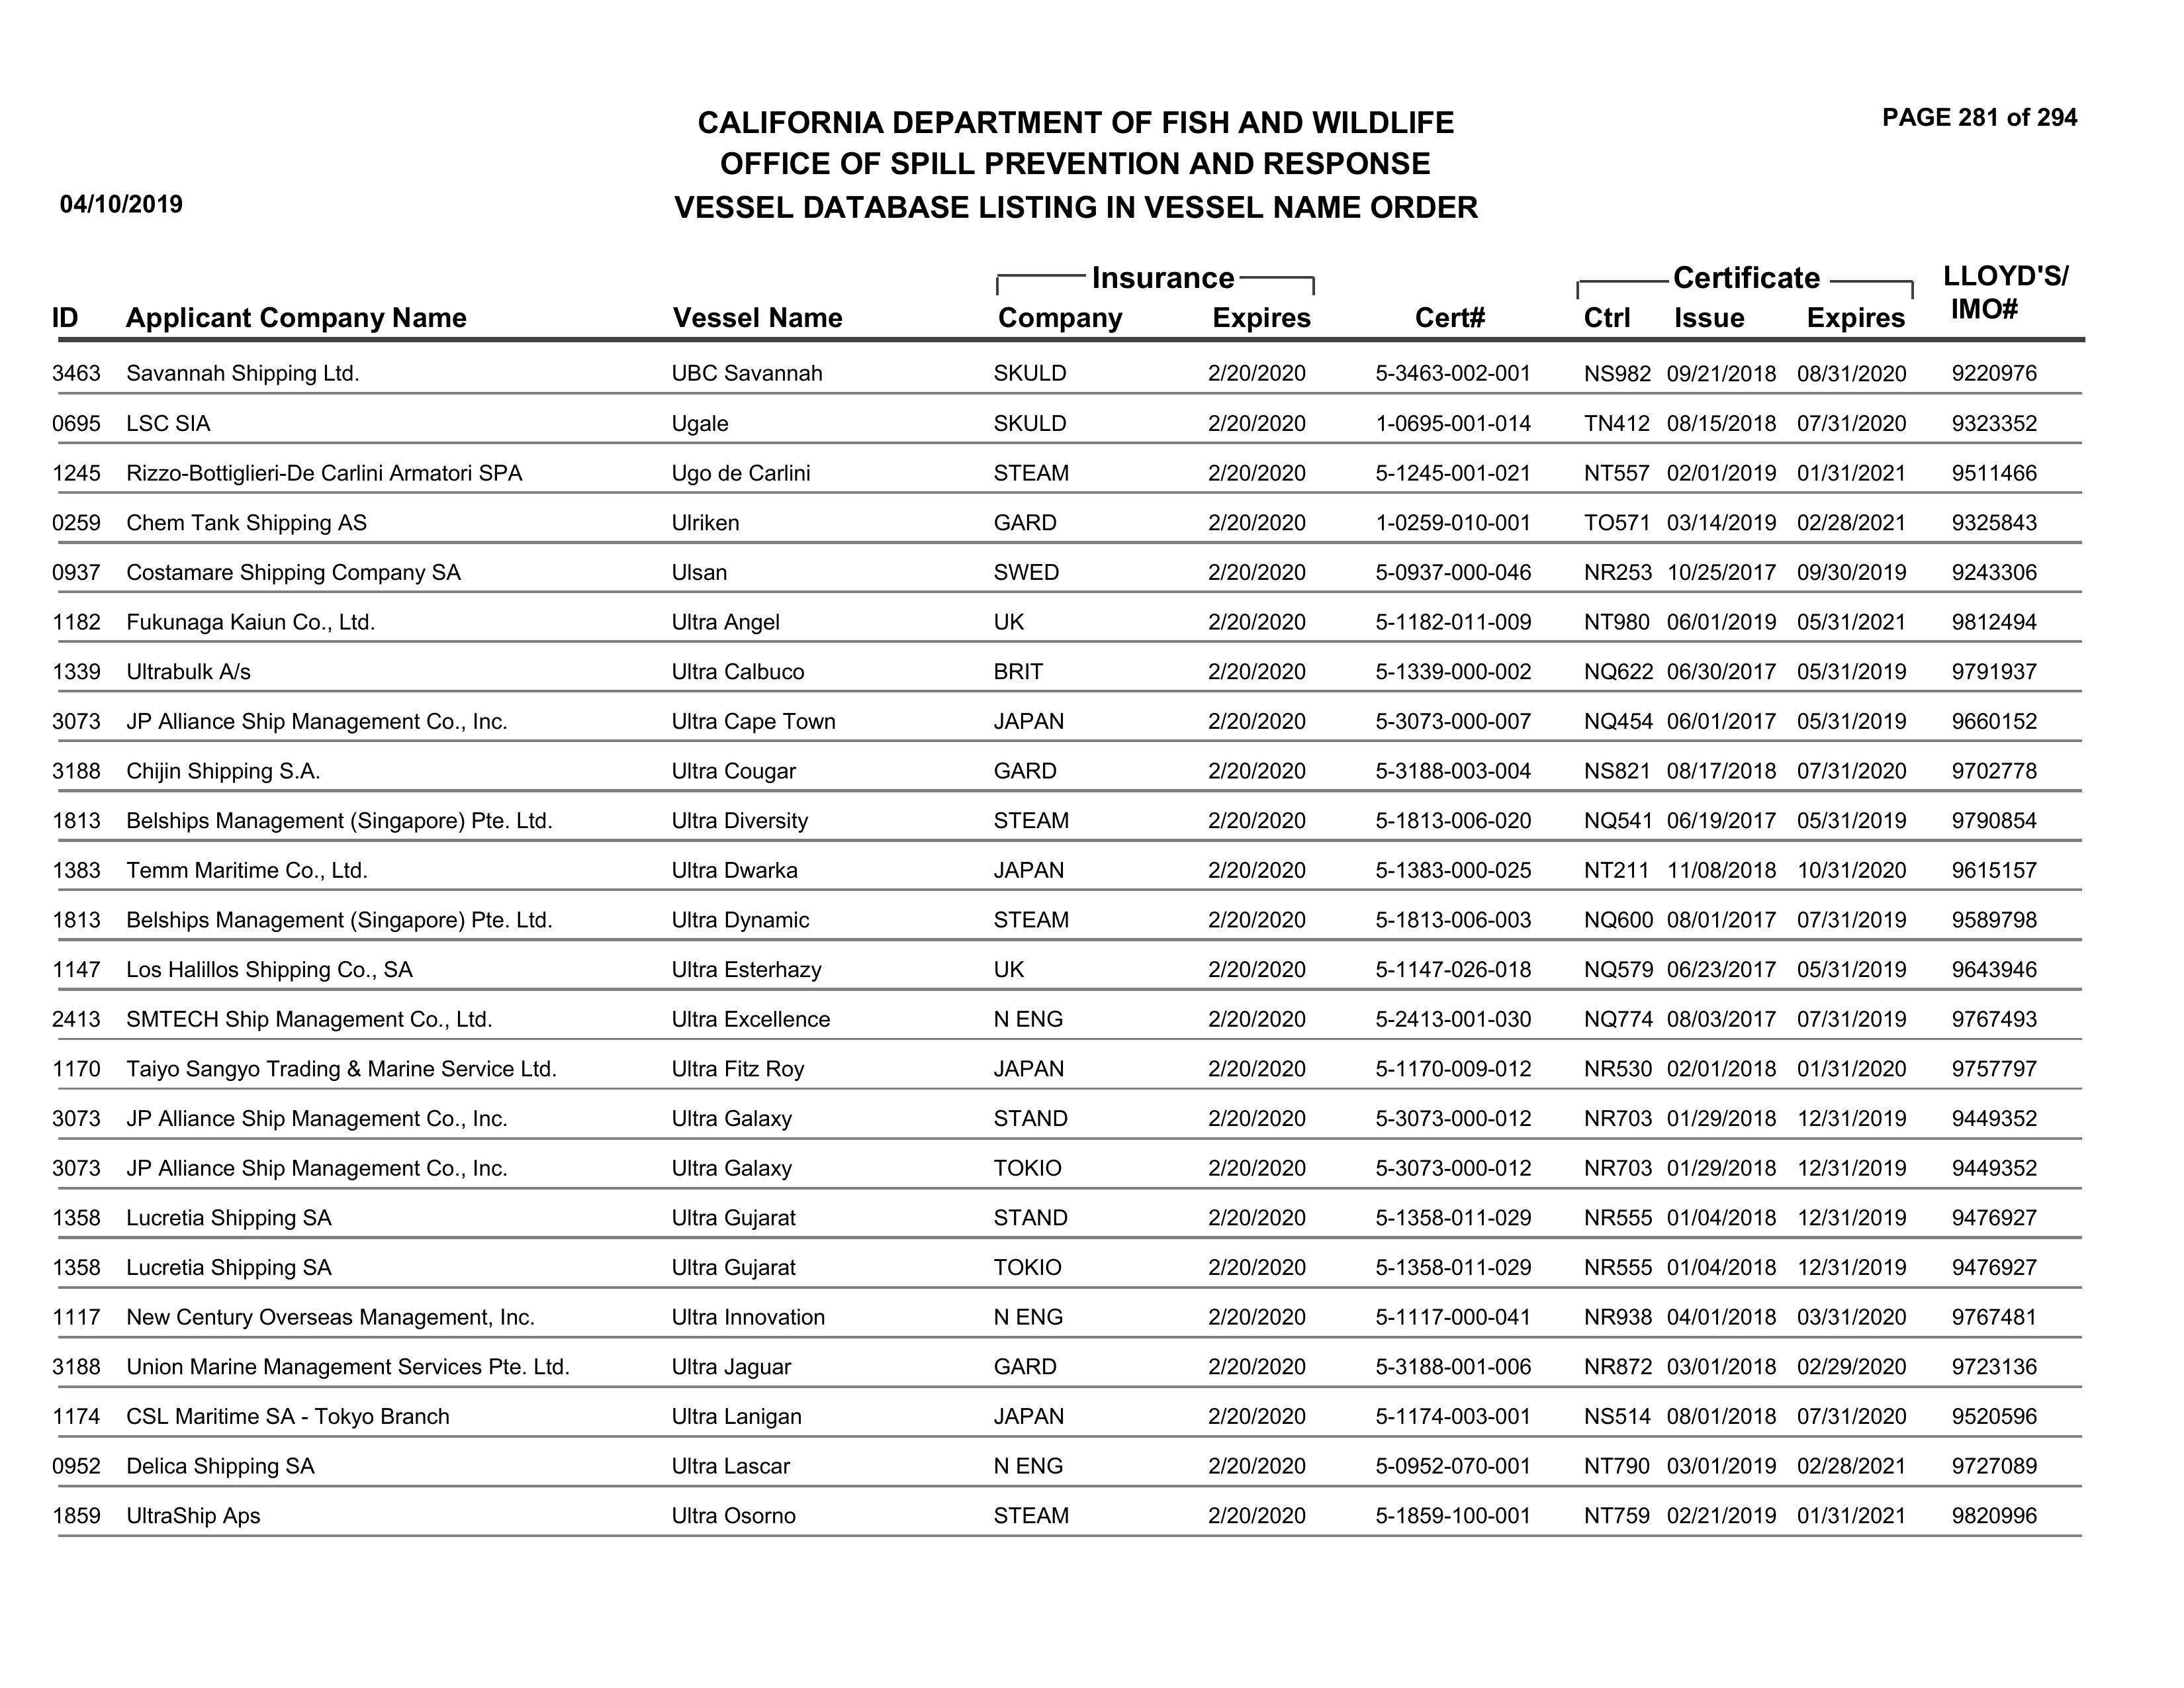 PAGE 281 of 294
CALIFORNIA DEPARTMENT OF FISH AND WILDLIFE
OFFICE OF SPILL PREVENTION AND RESPONSE
04/10/2019 VESSEL DATABASE LISTING IN VESSEL NAME ORDER
Insurance Certificate LLOYD'S/
ID Applicant Company Name Vessel Name Company Expires Cert# Ctrl Issue Expires IMO#
3463 Savannah Shipping Ltd. UBC Savannah SKULD 2/20/2020 5-3463-002-001 NS982 09/21/2018 08/31/2020 9220976
0695 LSC SIA Ugale SKULD 2/20/2020 1-0695-001-014 TN412 08/15/2018 07/31/2020 9323352
1245 Rizzo-Bottiglieri-De Carlini Armatori SPA Ugo de Carlini STEAM 2/20/2020 5-1245-001-021 NT557 02/01/2019 01/31/2021 9511466
0259 Chem Tank Shipping AS Ulriken GARD 2/20/2020 1-0259-010-001 TO571 03/14/2019 02/28/2021 9325843
0937 Costamare Shipping Company SA Ulsan SWED 2/20/2020 5-0937-000-046 NR253 10/25/2017 09/30/2019 9243306
1182 Fukunaga Kaiun Co., Ltd. Ultra Angel UK 2/20/2020 5-1182-011-009 NT980 06/01/2019 05/31/2021 9812494
1339 Ultrabulk A/s Ultra Calbuco BRIT 2/20/2020 5-1339-000-002 NQ622 06/30/2017 05/31/2019 9791937
3073 JP Alliance Ship Management Co., Inc. Ultra Cape Town JAPAN 2/20/2020 5-3073-000-007 NQ454 06/01/2017 05/31/2019 9660152
3188 Chijin Shipping S.A. Ultra Cougar GARD 2/20/2020 5-3188-003-004 NS821 08/17/2018 07/31/2020 9702778
1813 Belships Management (Singapore) Pte. Ltd. Ultra Diversity STEAM 2/20/2020 5-1813-006-020 NQ541 06/19/2017 05/31/2019 9790854
1383 Temm Maritime Co., Ltd. Ultra Dwarka JAPAN 2/20/2020 5-1383-000-025 NT211 11/08/2018 10/31/2020 9615157
1813 Belships Management (Singapore) Pte. Ltd. Ultra Dynamic STEAM 2/20/2020 5-1813-006-003 NQ600 08/01/2017 07/31/2019 9589798
1147 Los Halillos Shipping Co., SA Ultra Esterhazy UK 2/20/2020 5-1147-026-018 NQ579 06/23/2017 05/31/2019 9643946
2413 SMTECH Ship Management Co., Ltd. Ultra Excellence N ENG 2/20/2020 5-2413-001-030 NQ774 08/03/2017 07/31/2019 9767493
1170 Taiyo Sangyo Trading & Marine Service Ltd. Ultra Fitz Roy JAPAN 2/20/2020 5-1170-009-012 NR530 02/01/2018 01/31/2020 9757797
3073 JP Alliance Ship Management Co., Inc. Ultra Galaxy STAND 2/20/2020 5-3073-000-012 NR703 01/29/2018 12/31/2019 9449352
3073 JP Alliance Ship Management Co., Inc. Ultra Galaxy TOKIO 2/20/2020 5-3073-000-012 NR703 01/29/2018 12/31/2019 9449352
1358 Lucretia Shipping SA Ultra Gujarat STAND 2/20/2020 5-1358-011-029 NR555 01/04/2018 12/31/2019 9476927
1358 Lucretia Shipping SA Ultra Gujarat TOKIO 2/20/2020 5-1358-011-029 NR555 01/04/2018 12/31/2019 9476927
1117 New Century Overseas Management, Inc. Ultra Innovation N ENG 2/20/2020 5-1117-000-041 NR938 04/01/2018 03/31/2020 9767481
3188 Union Marine Management Services Pte. Ltd. Ultra Jaguar GARD 2/20/2020 5-3188-001-006 NR872 03/01/2018 02/29/2020 9723136
1174 CSL Maritime SA - Tokyo Branch Ultra Lanigan JAPAN 2/20/2020 5-1174-003-001 NS514 08/01/2018 07/31/2020 9520596
0952 Delica Shipping SA Ultra Lascar N ENG 2/20/2020 5-0952-070-001 NT790 03/01/2019 02/28/2021 9727089
1859 UltraShip Aps Ultra Osorno STEAM 2/20/2020 5-1859-100-001 NT759 02/21/2019 01/31/2021 9820996